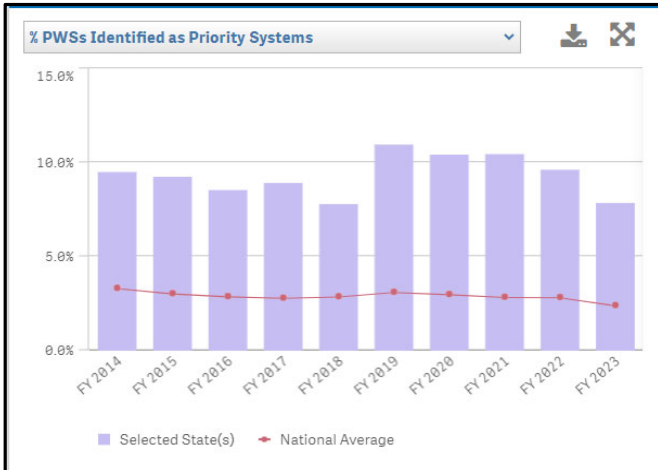 % PWSs Identified as Priority Systems
15.0%
10.0%
5.0%
0.0%
FY 2014
FY 2015
FY 2016
FY 2017
FY 2018
FY 2019
FY 2020
FY 2021
FY 2022
FY 2023
Selected State(s)
National Average